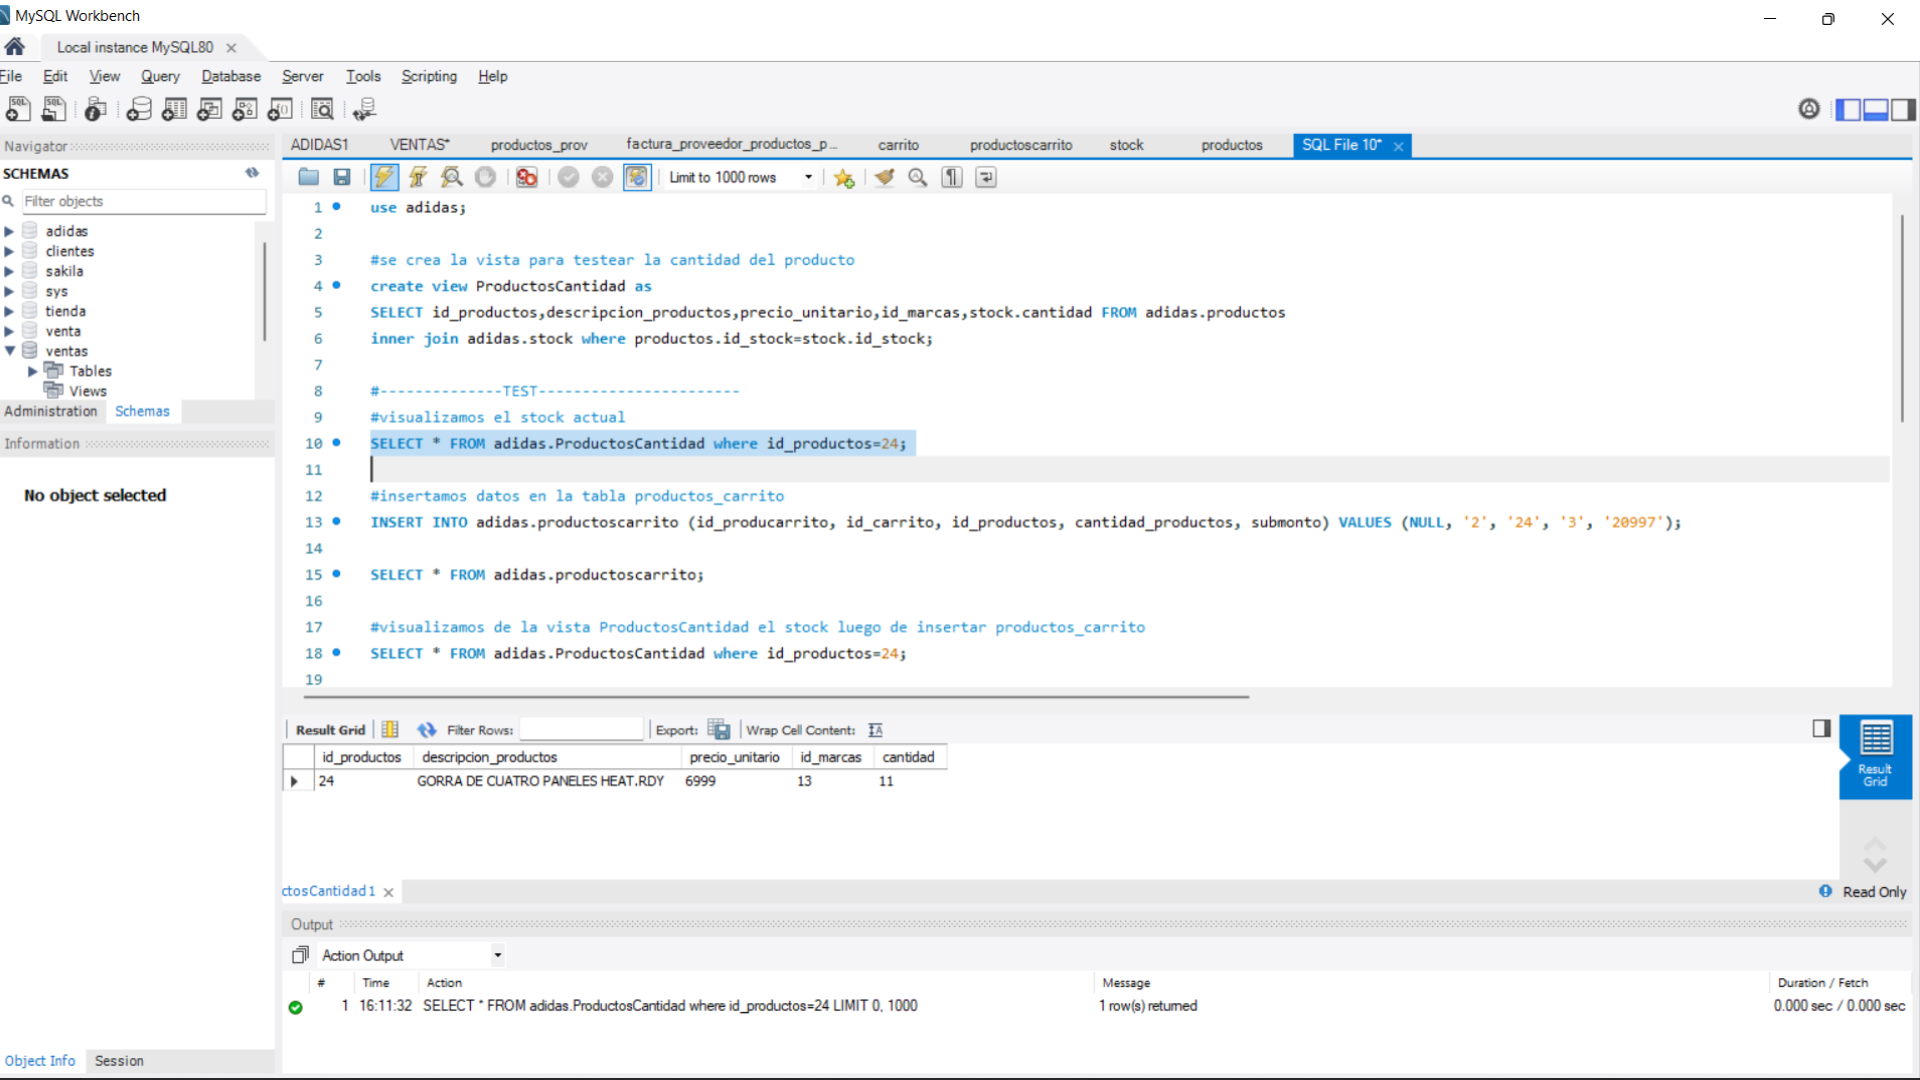 MySQL Workbench
Local instance MySQL80
File Edit View Query Database Server Tools Scripting Help
Navigator
SCHEMAS
Filter objects
adidas
clientes
sakila
sys
tienda
venta
ventas
Tables
Views
Administration Schemas
Information
No object selected
Object Info Session
ADIDAS1 VENTAS* productos_prov factura_proveedor_productos_p... carrito productoscarrito stock productos SQL File 10*
Limit to 1000 rows
1 use adidas;
2
3 #se crea la vista para testear la cantidad del producto
4 create view ProductosCantidad as
5 SELECT id_productos,descripcion_productos,precio_unitario,id_marcas,stock.cantidad FROM adidas.productos
6 inner join adidas.stock where productos.id_stock=stock.id_stock;
7
8 #--------------TEST-----------------------
9 #visualizamos el stock actual
10 SELECT * FROM adidas.ProductosCantidad where id_productos=24;
11
12 #insertamos datos en la tabla productos_carrito
13 INSERT INTO adidas.productoscarrito (id_producarrito, id_carrito, id_productos, cantidad_productos, submonto) VALUES (NULL, '2', '24', '3', '20997');
14
15 SELECT * FROM adidas.productoscarrito;
16
17 #visualizamos de la vista ProductosCantidad el stock luego de insertar productos_carrito
18 SELECT * FROM adidas.ProductosCantidad where id_productos=24;
19
Result Grid Filter Rows: Export: Wrap Cell Content:
id_productos descripcion_productos precio_unitario id_marcas cantidad
24 GORRA DE CUATRO PANELES HEAT.RDY 6999 13 11
Result
Grid
ctosCantidad 1
Read Only
Output
Action Output
# Time Action Message Duration / Fetch
1 16:11:32 SELECT * FROM adidas.ProductosCantidad where id_productos=24 LIMIT 0, 1000 1 row(s) returned 0.000 sec / 0.000 sec